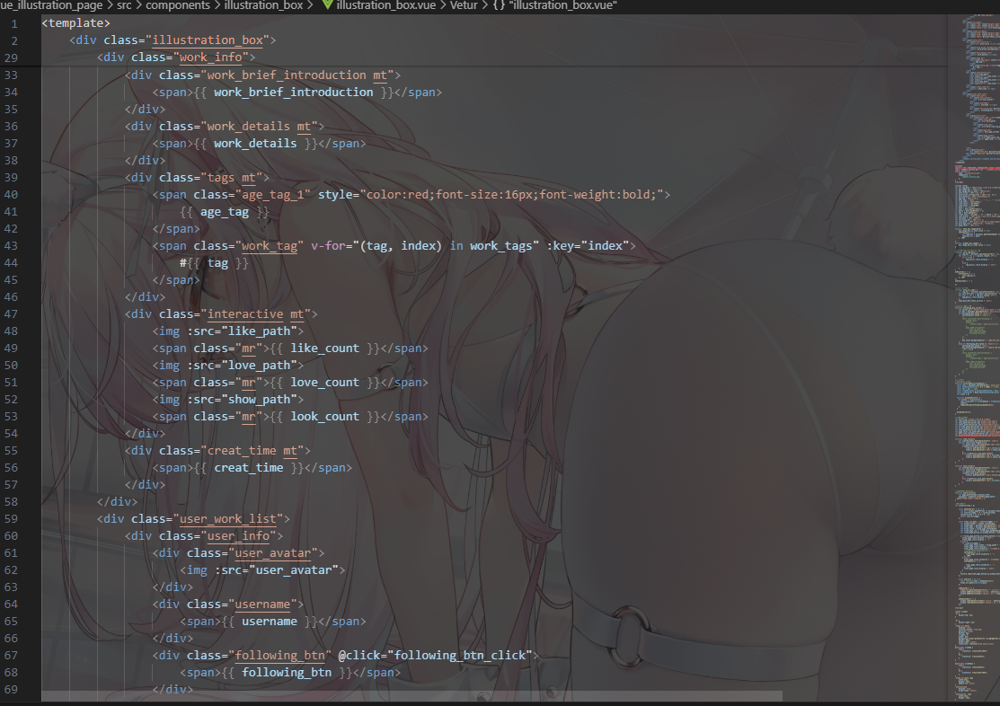 ue_illustration_page > src > components > illustration_box > illustration_box.vue > Vetur > {} "illustration_box.vue"
1 <template>
2 <div class="illustration_box">
29 <div class="work_info">
33 <div class="work_brief_introduction mt">
34 <span>{{ work_brief_introduction }}</span>
35 </div>
36 <div class="work_details mt">
37 <span>{{ work_details }}</span>
38 </div>
39 <div class="tags mt">
40 <span class="age_tag_1" style="color:red;font-size:16px;font-weight:bold;">
41 {{ age_tag }}
42 </span>
43 <span class="work_tag" v-for="(tag, index) in work_tags" :key="index">
44 #{{ tag }}
45 </span>
46 </div>
47 <div class="interactive mt">
48 <img :src="like_path">
49 <span class="mr">{{ like_count }}</span>
50 <img :src="love_path">
51 <span class="mr">{{ love_count }}</span>
52 <img :src="show_path">
53 <span class="mr">{{ look_count }}</span>
54 </div>
55 <div class="creat_time mt">
56 <span>{{ creat_time }}</span>
57 </div>
58 </div>
59 <div class="user_work_list">
60 <div class="user_info">
61 <div class="user_avatar">
62 <img :src="user_avatar">
63 </div>
64 <div class="username">
65 <span>{{ username }}</span>
66 </div>
67 <div class="following_btn" @click="following_btn_click">
68 <span>{{ following_btn }}</span>
69 </div>